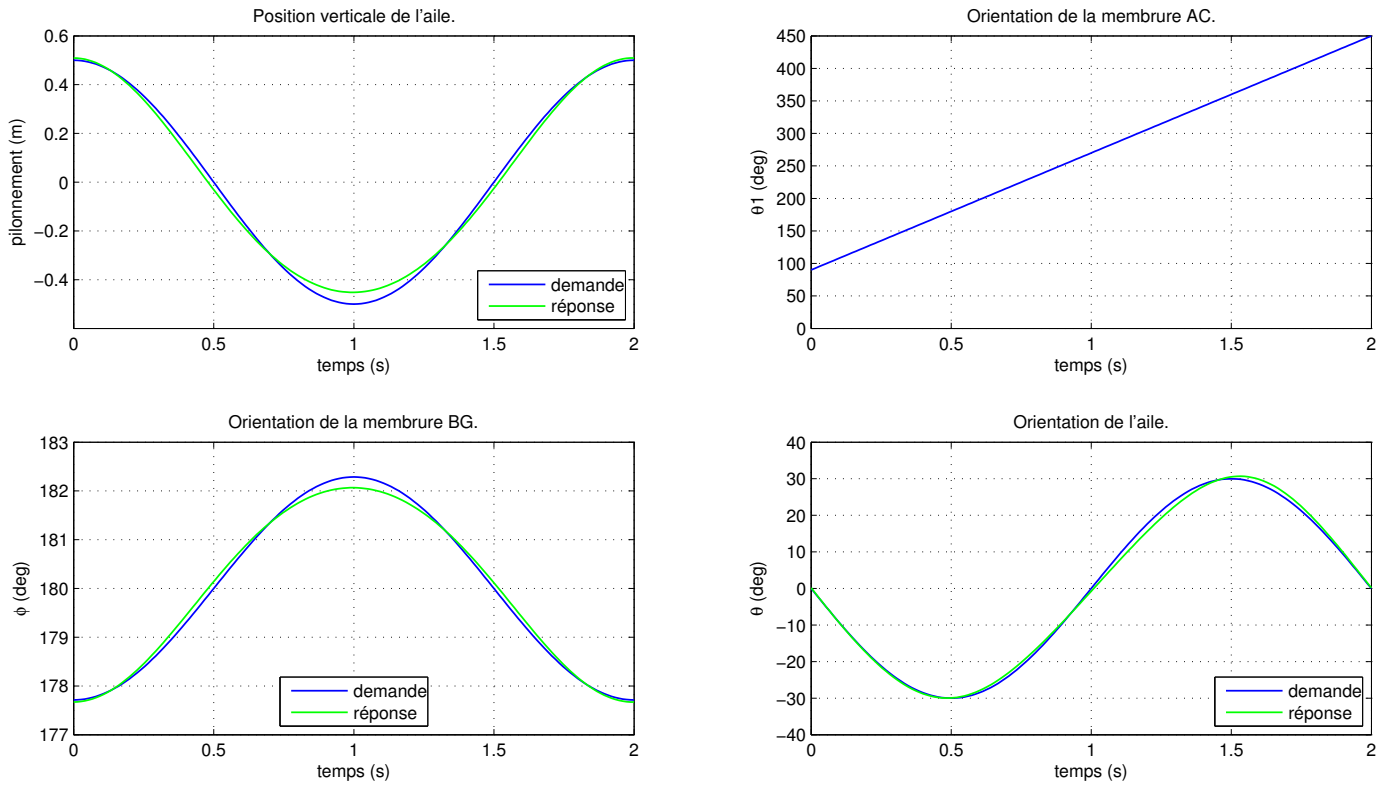 Position verticale de l'aile.
0.6
0.4
0.2
0
−0.2
−0.4
pilonnement (m)
demande
réponse
0
0.5
1
1.5
2
temps (s)
Orientation de la membrure AC.
450
400
350
300
250
200
150
100
50
0
θ1 (deg)
0
0.5
1
1.5
2
temps (s)
Orientation de la membrure BG.
183
182
181
180
179
178
177
ϕ (deg)
demande
réponse
0
0.5
1
1.5
2
temps (s)
Orientation de l'aile.
40
30
20
10
0
−10
−20
−30
−40
θ (deg)
demande
réponse
0
0.5
1
1.5
2
temps (s)